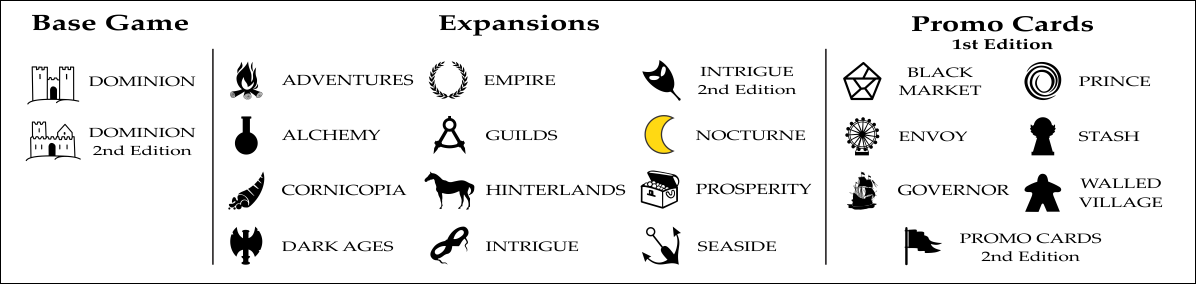 Base Game
DOMINION
DOMINION
2nd Edition
Expansions
ADVENTURES
ALCHEMY
CORNICOPIA
DARK AGES
EMPIRE
GUILDS
HINTERLANDS
INTRIGUE
INTRIGUE
2nd Edition
NOCTURNE
PROSPERITY
SEASIDE
Promo Cards
1st Edition
BLACK
MARKET
ENVOY
GOVERNOR
PRINCE
STASH
WALLED
VILLAGE
PROMO CARDS
2nd Edition